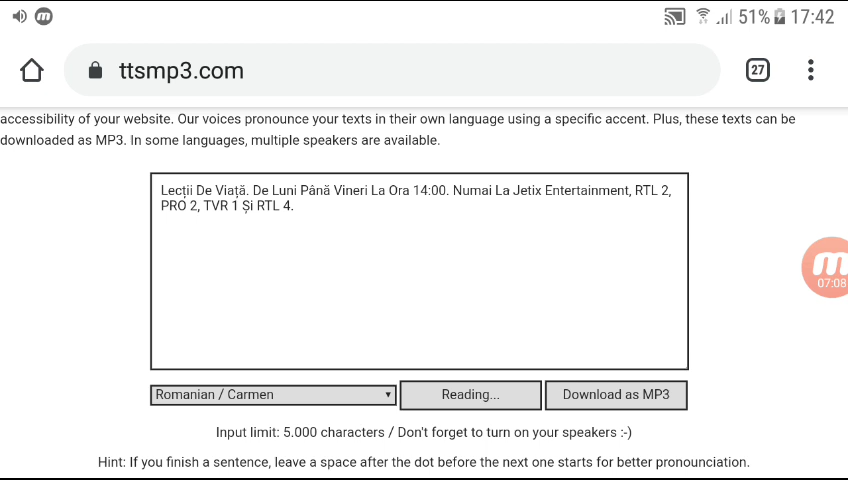 51% 17:42
ttsmp3.com 27
accessibility of your website. Our voices pronounce your texts in their own language using a specific accent. Plus, these texts can be
downloaded as MP3. In some languages, multiple speakers are available.
Lecții De Viață. De Luni Până Vineri La Ora 14:00. Numai La Jetix Entertainment, RTL 2,
PRO 2, TVR 1 Și RTL 4.
07:08
Romanian / Carmen Reading... Download as MP3
Input limit: 5.000 characters / Don't forget to turn on your speakers :-)
Hint: If you finish a sentence, leave a space after the dot before the next one starts for better pronounciation.